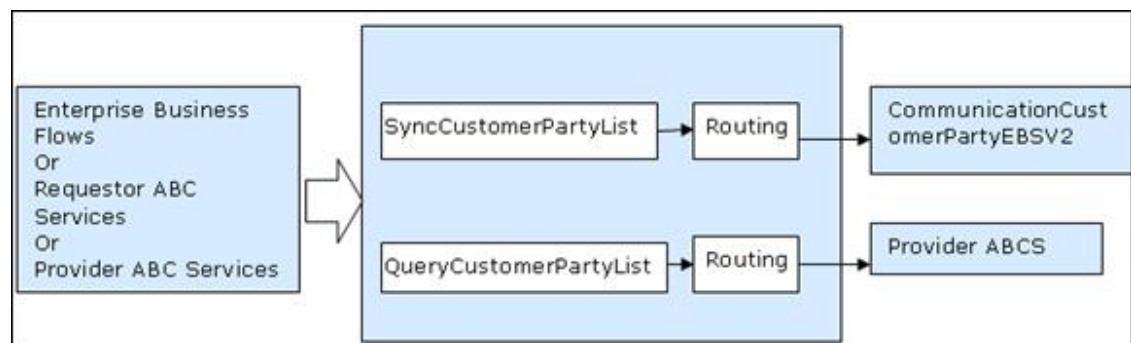 Enterprise Business
Flows
Or
Requestor ABC
Services
Or
Provider ABC Services
SyncCustomerPartyList
Routing
CommunicationCust
omerPartyEBSV2
QueryCustomerPartyList
Routing
Provider ABCS